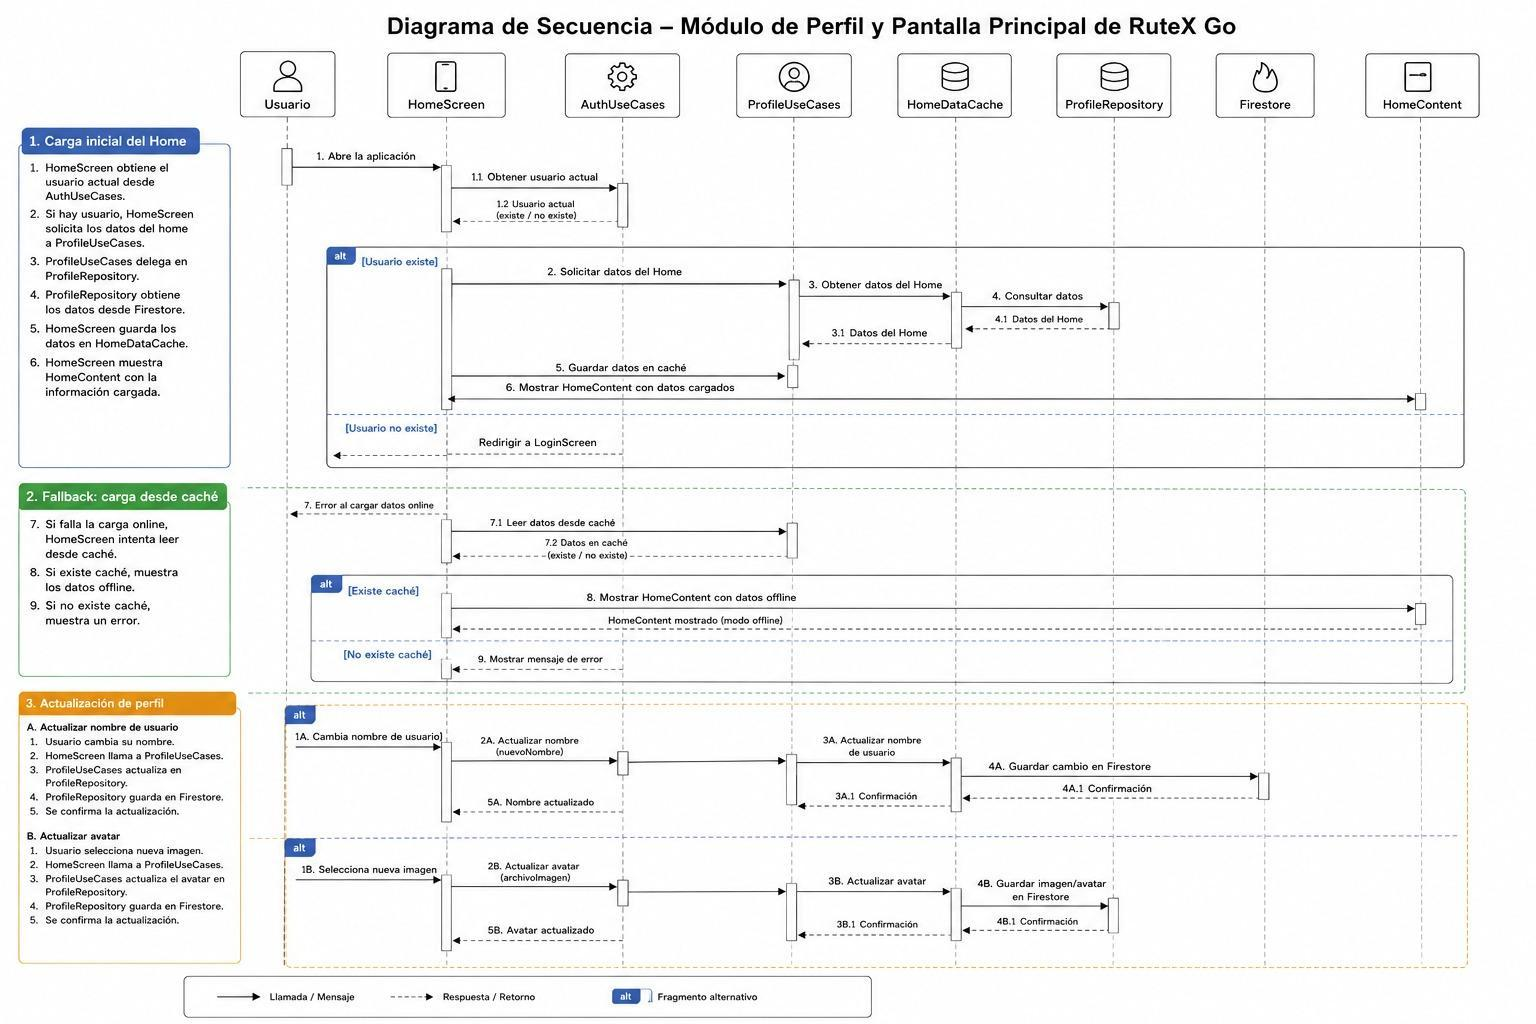 Diagrama de Secuencia – Módulo de Perfil y Pantalla Principal de RuteX Go
Usuario
HomeScreen
AuthUseCases
ProfileUseCases
HomeDataCache
ProfileRepository
Firestore
HomeContent
1. Carga inicial del Home
1. HomeScreen obtiene el
usuario actual desde
AuthUseCases.
2. Si hay usuario, HomeScreen
solicita los datos del home
a ProfileUseCases.
3. ProfileUseCases delega en
ProfileRepository.
4. ProfileRepository obtiene
los datos desde Firestore.
5. HomeScreen guarda los
datos en HomeDataCache.
6. HomeScreen muestra
HomeContent con la
información cargada.
1. Abre la aplicación
1.1 Obtener usuario actual
1.2 Usuario actual
(existe / no existe)
alt
[Usuario existe]
2. Solicitar datos del Home
3. Obtener datos del Home
4. Consultar datos
4.1 Datos del Home
3.1 Datos del Home
5. Guardar datos en caché
6. Mostrar HomeContent con datos cargados
[Usuario no existe]
Redirigir a LoginScreen
2. Fallback: carga desde caché
7. Si falla la carga online,
HomeScreen intenta leer
desde caché.
8. Si existe caché, muestra
los datos offline.
9. Si no existe caché,
muestra un error.
7. Error al cargar datos online
7.1 Leer datos desde caché
7.2 Datos en caché
(existe / no existe)
alt
[Existe caché]
8. Mostrar HomeContent con datos offline
HomeContent mostrado (modo offline)
[No existe caché]
9. Mostrar mensaje de error
3. Actualización de perfil
A. Actualizar nombre de usuario
1. Usuario cambia su nombre.
2. HomeScreen llama a ProfileUseCases.
3. ProfileUseCases actualiza en
ProfileRepository.
4. ProfileRepository guarda en Firestore.
5. Se confirma la actualización.
B. Actualizar avatar
1. Usuario selecciona nueva imagen.
2. HomeScreen llama a ProfileUseCases.
3. ProfileUseCases actualiza el avatar en
ProfileRepository.
4. ProfileRepository guarda en Firestore.
5. Se confirma la actualización.
alt
1A. Cambia nombre de usuario)
2A. Actualizar nombre
(nuevoNombre)
3A. Actualizar nombre
de usuario
4A. Guardar cambio en Firestore
4A.1 Confirmación
3A.1 Confirmación
5A. Nombre actualizado
alt
1B. Selecciona nueva imagen
2B. Actualizar avatar
(archivoImagen)
3B. Actualizar avatar
4B. Guardar imagen/avatar
en Firestore
4B.1 Confirmación
3B.1 Confirmación
5B. Avatar actualizado
Llamada / Mensaje
Respuesta / Retorno
alt
Fragmento alternativo